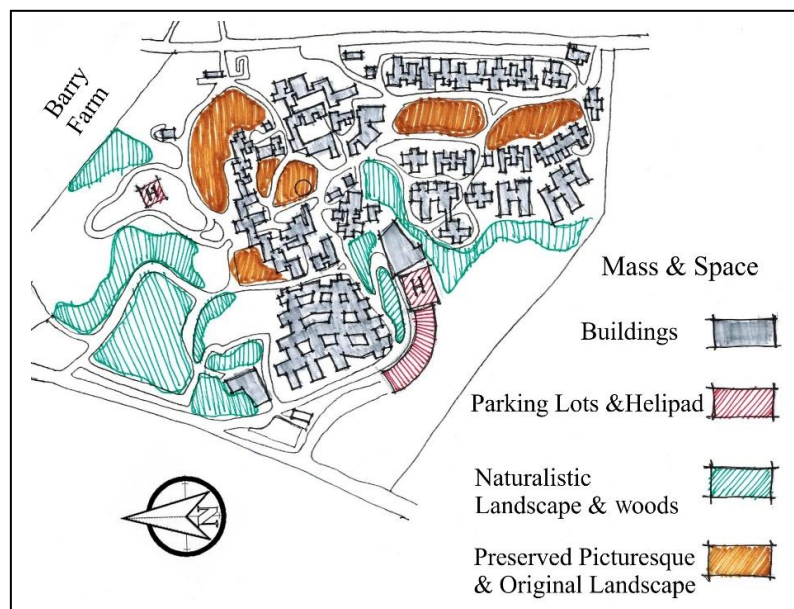 Barry
Farm
H
H
Mass & Space
Buildings
Parking Lots &Helipad
Naturalistic
Landscape & woods
Preserved Picturesque
& Original Landscape
N